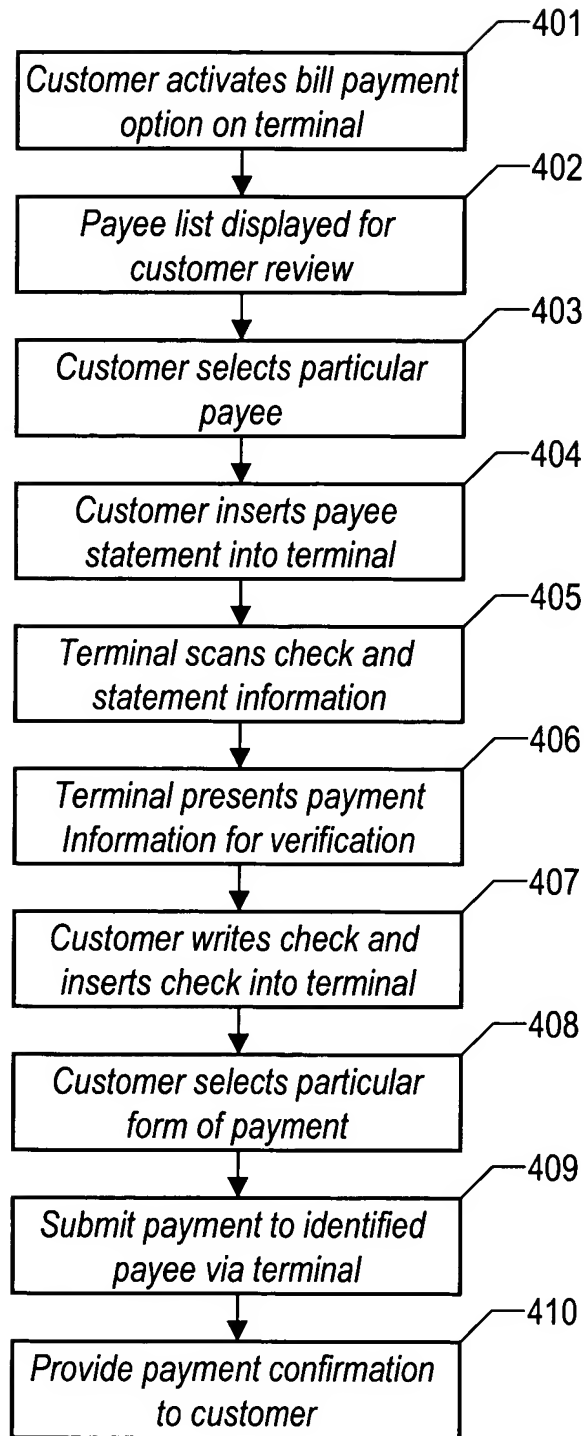 401
Customer activates bill payment
option on terminal
402
Payee list displayed for
customer review
403
Customer selects particular
payee
404
Customer inserts payee
statement into terminal
405
Terminal scans check and
statement information
406
Terminal presents payment
Information for verification
407
Customer writes check and
inserts check into terminal
408
Customer selects particular
form of payment
409
Submit payment to identified
payee via terminal
410
Provide payment confirmation
to customer